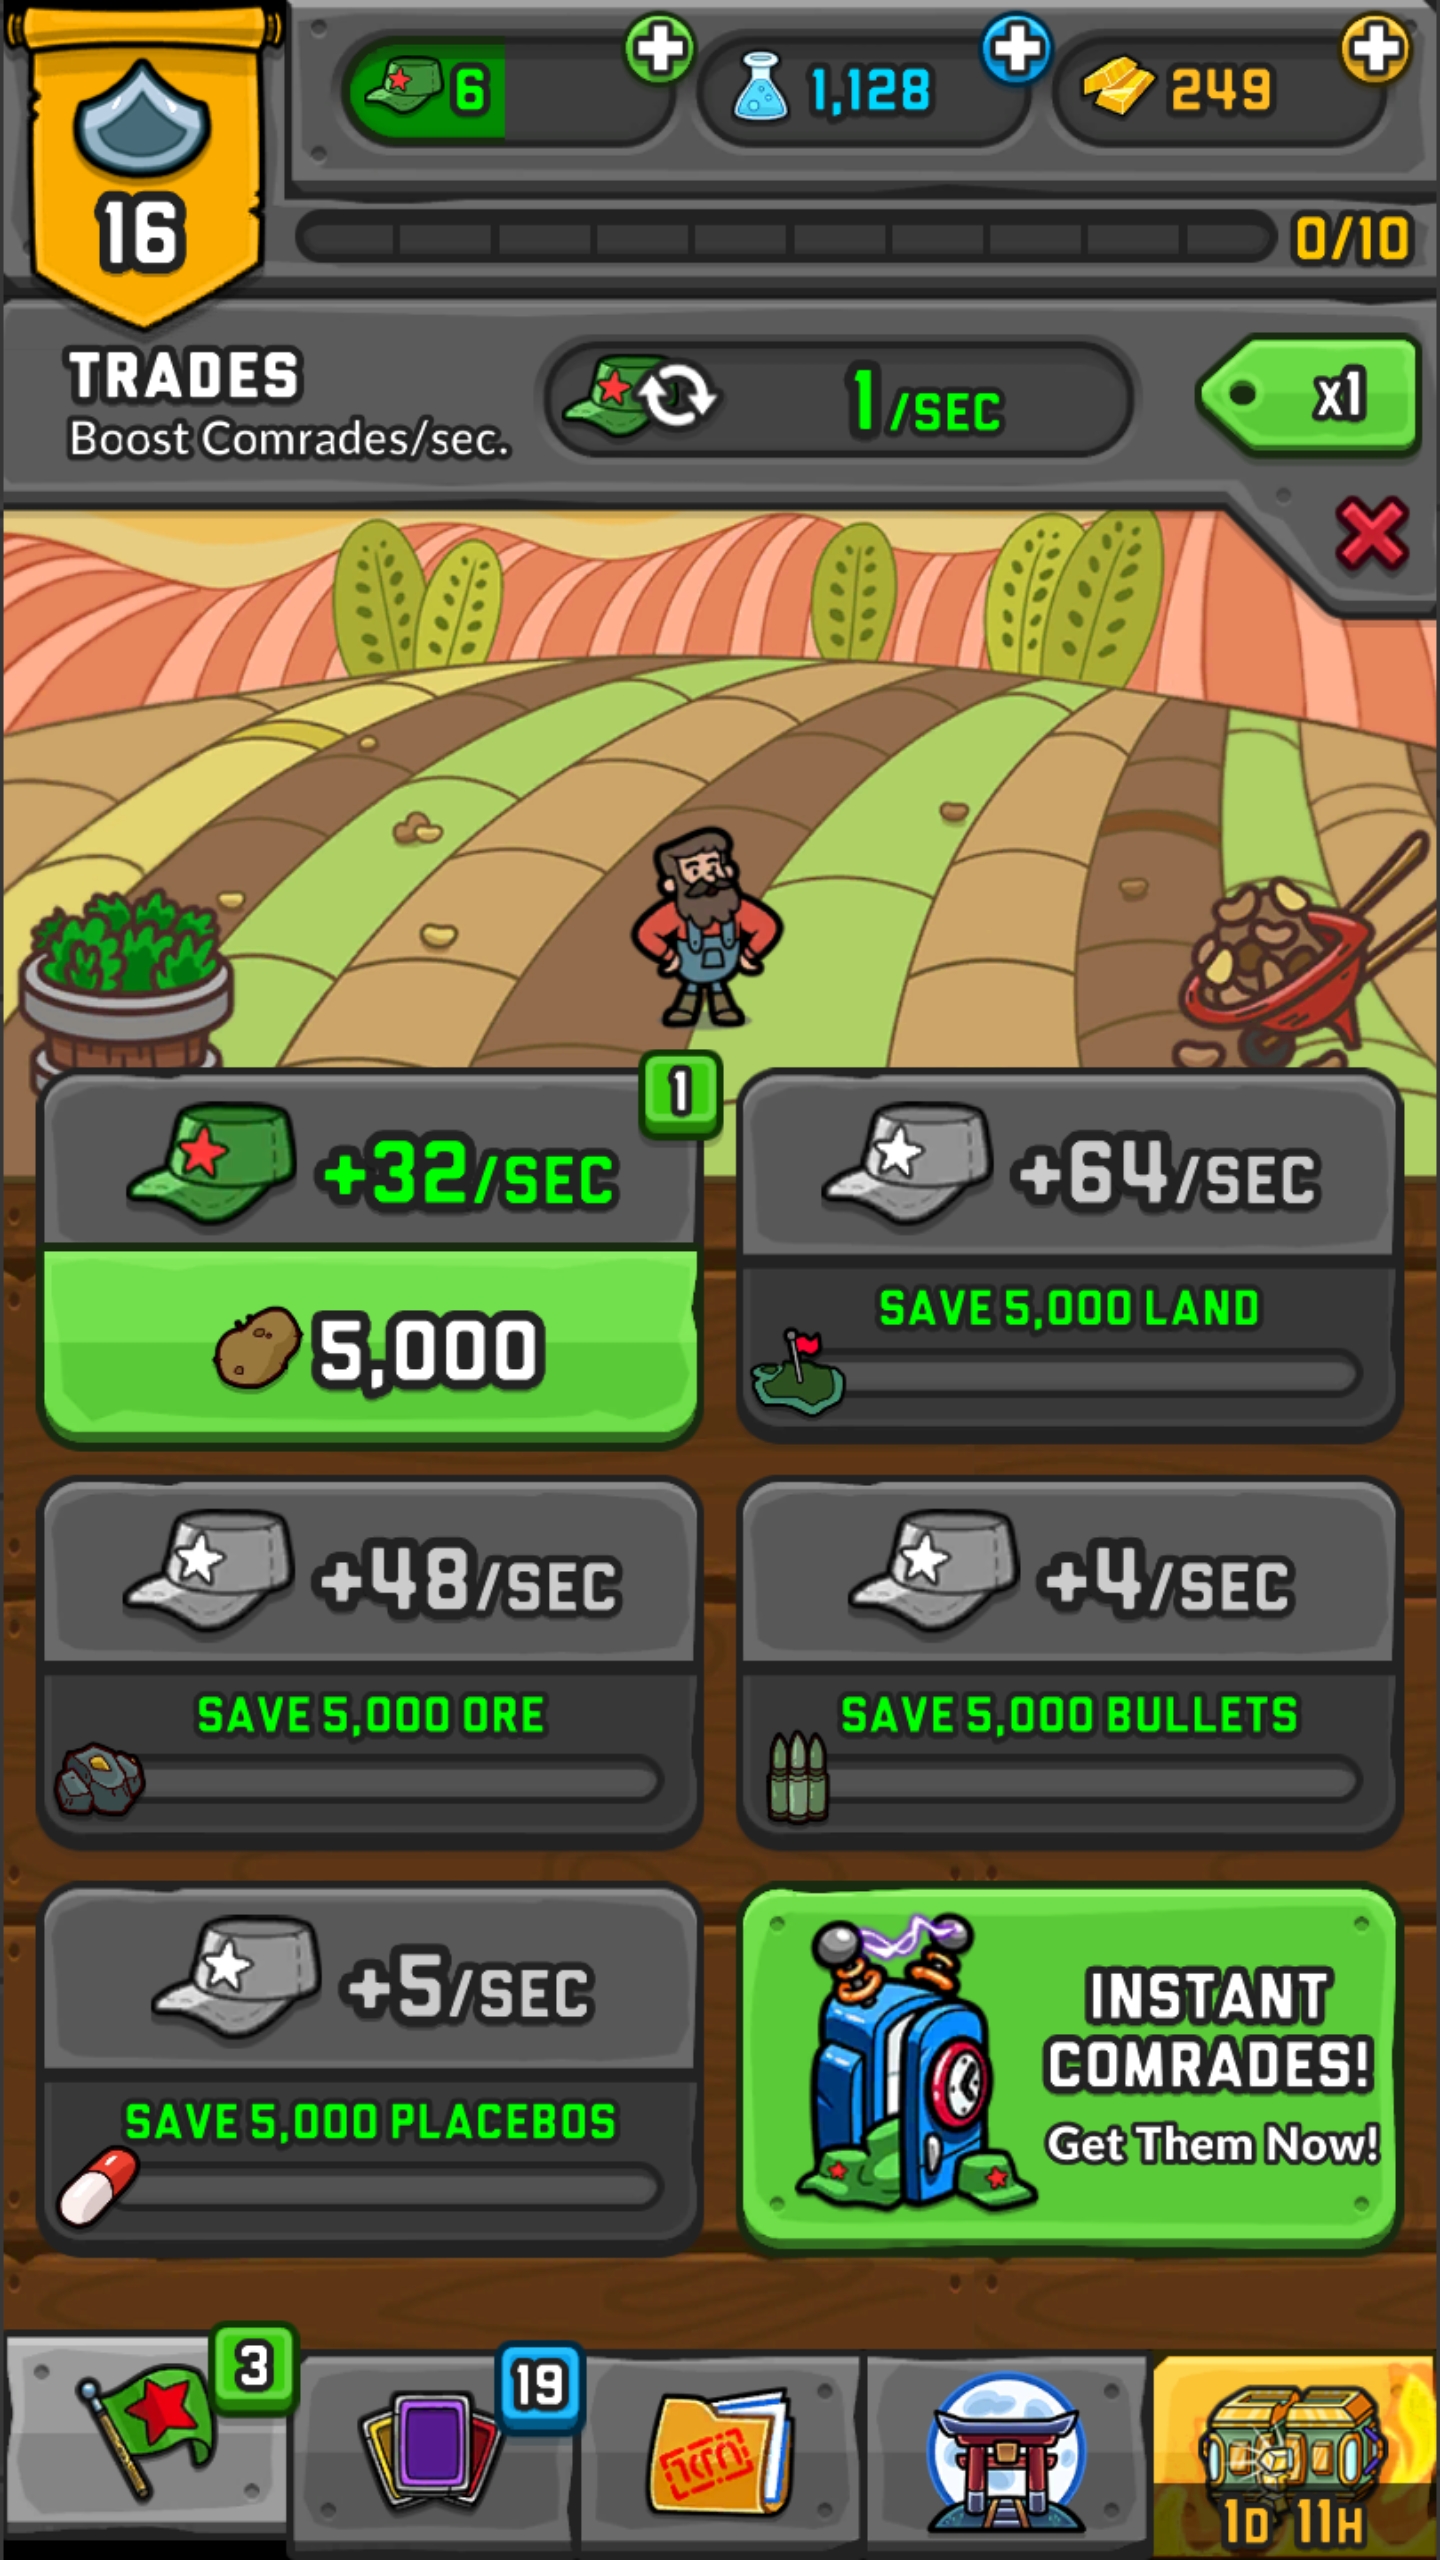 6
1,128
249
16
0/10
TRADES
Boost Comrades/sec.
1/SEC
x1
1
+32/SEC
5,000
+64/SEC
SAVE 5,000 LAND
+48/SEC
SAVE 5,000 ORE
+4/SEC
SAVE 5,000 BULLETS
+5/SEC
SAVE 5,000 PLACEBOS
INSTANT
COMRADES!
Get Them Now!
3
19
1D 11H